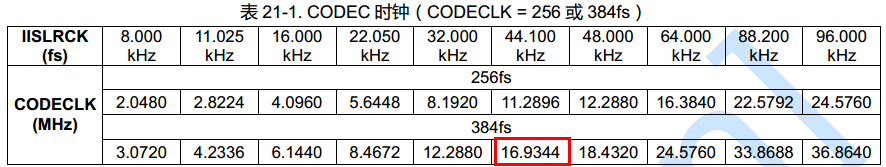 表 21-1. CODEC 时钟（CODECLK = 256 或 384fs）
IISLRCK (fs) 8.000 kHz 11.025 kHz 16.000 kHz 22.050 kHz 32.000 kHz 44.100 kHz 48.000 kHz 64.000 kHz 88.200 kHz 96.000 kHz
CODECLK (MHz)
256fs
2.0480 2.8224 4.0960 5.6448 8.1920 11.2896 12.2880 16.3840 22.5792 24.5760
384fs
3.0720 4.2336 6.1440 8.4672 12.2880 16.9344 18.4320 24.5760 33.8688 36.8640